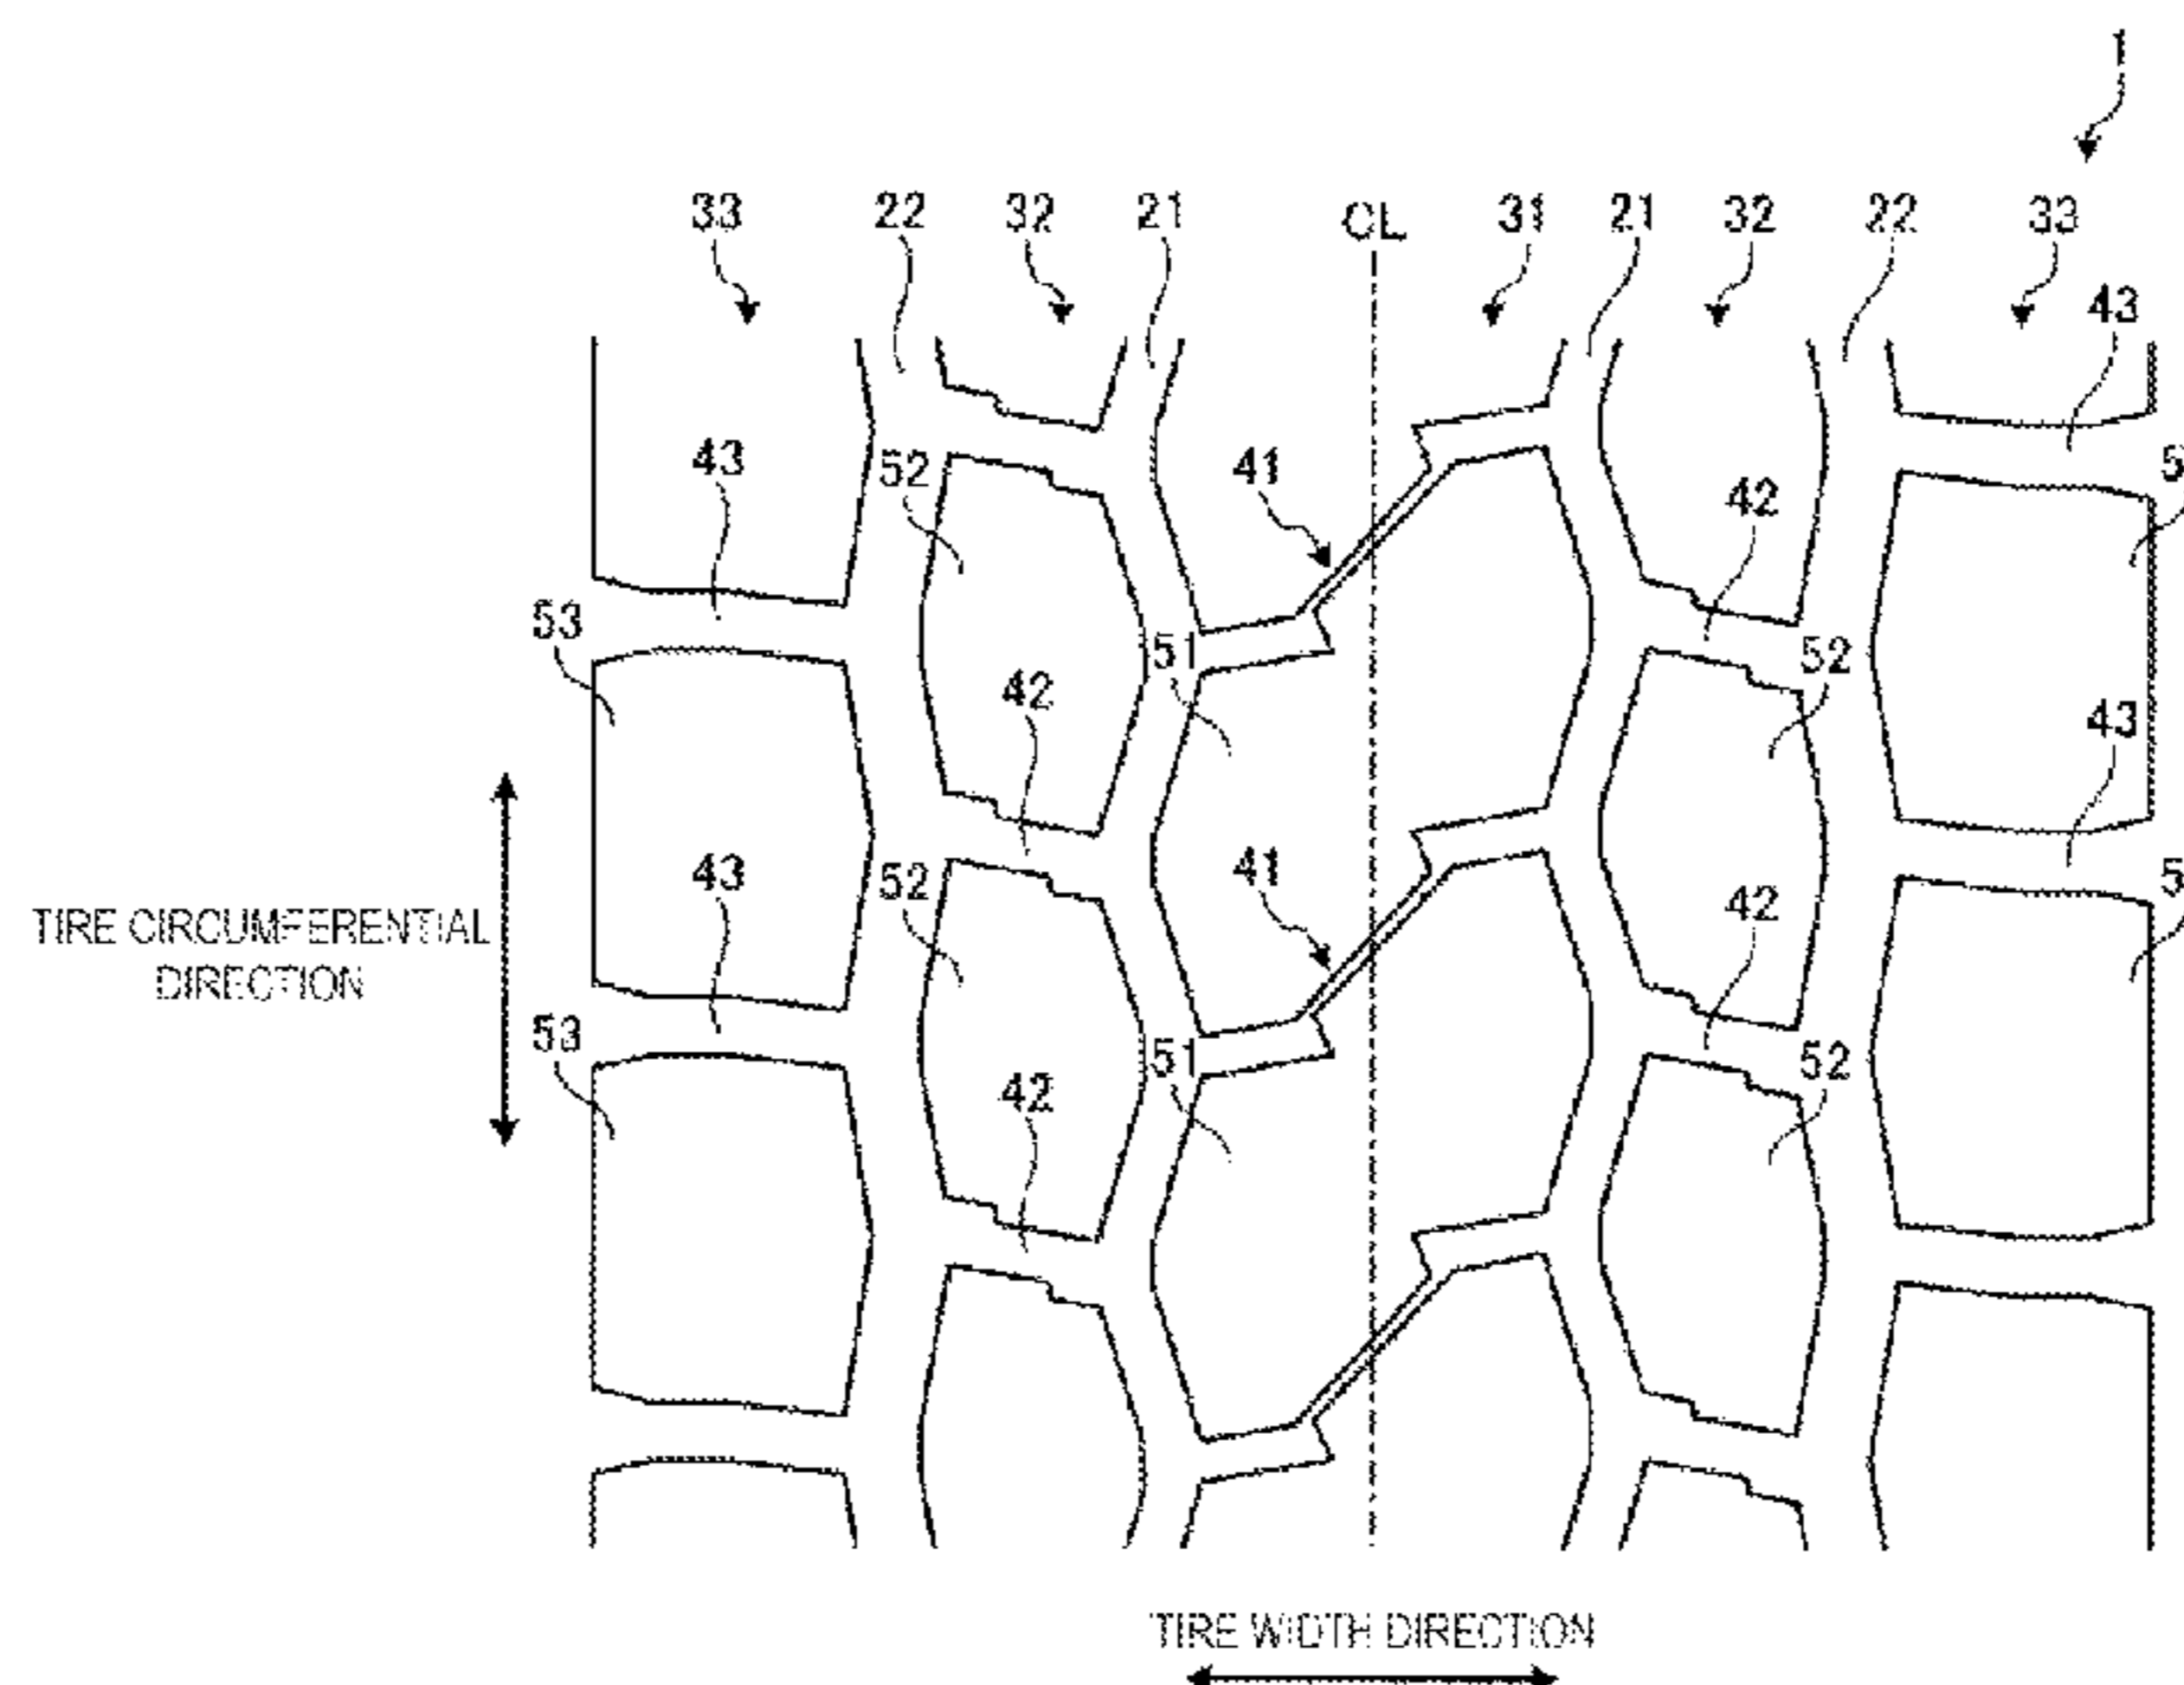 1
33 22 32 21 CL 31 21 32 22 33
43
43 52 41 42
53 51 52
42 43
43 52 41 42
53 51 52
42
TIRE CIRCUMFERENTIAL
DIRECTION
TIRE WIDTH DIRECTION